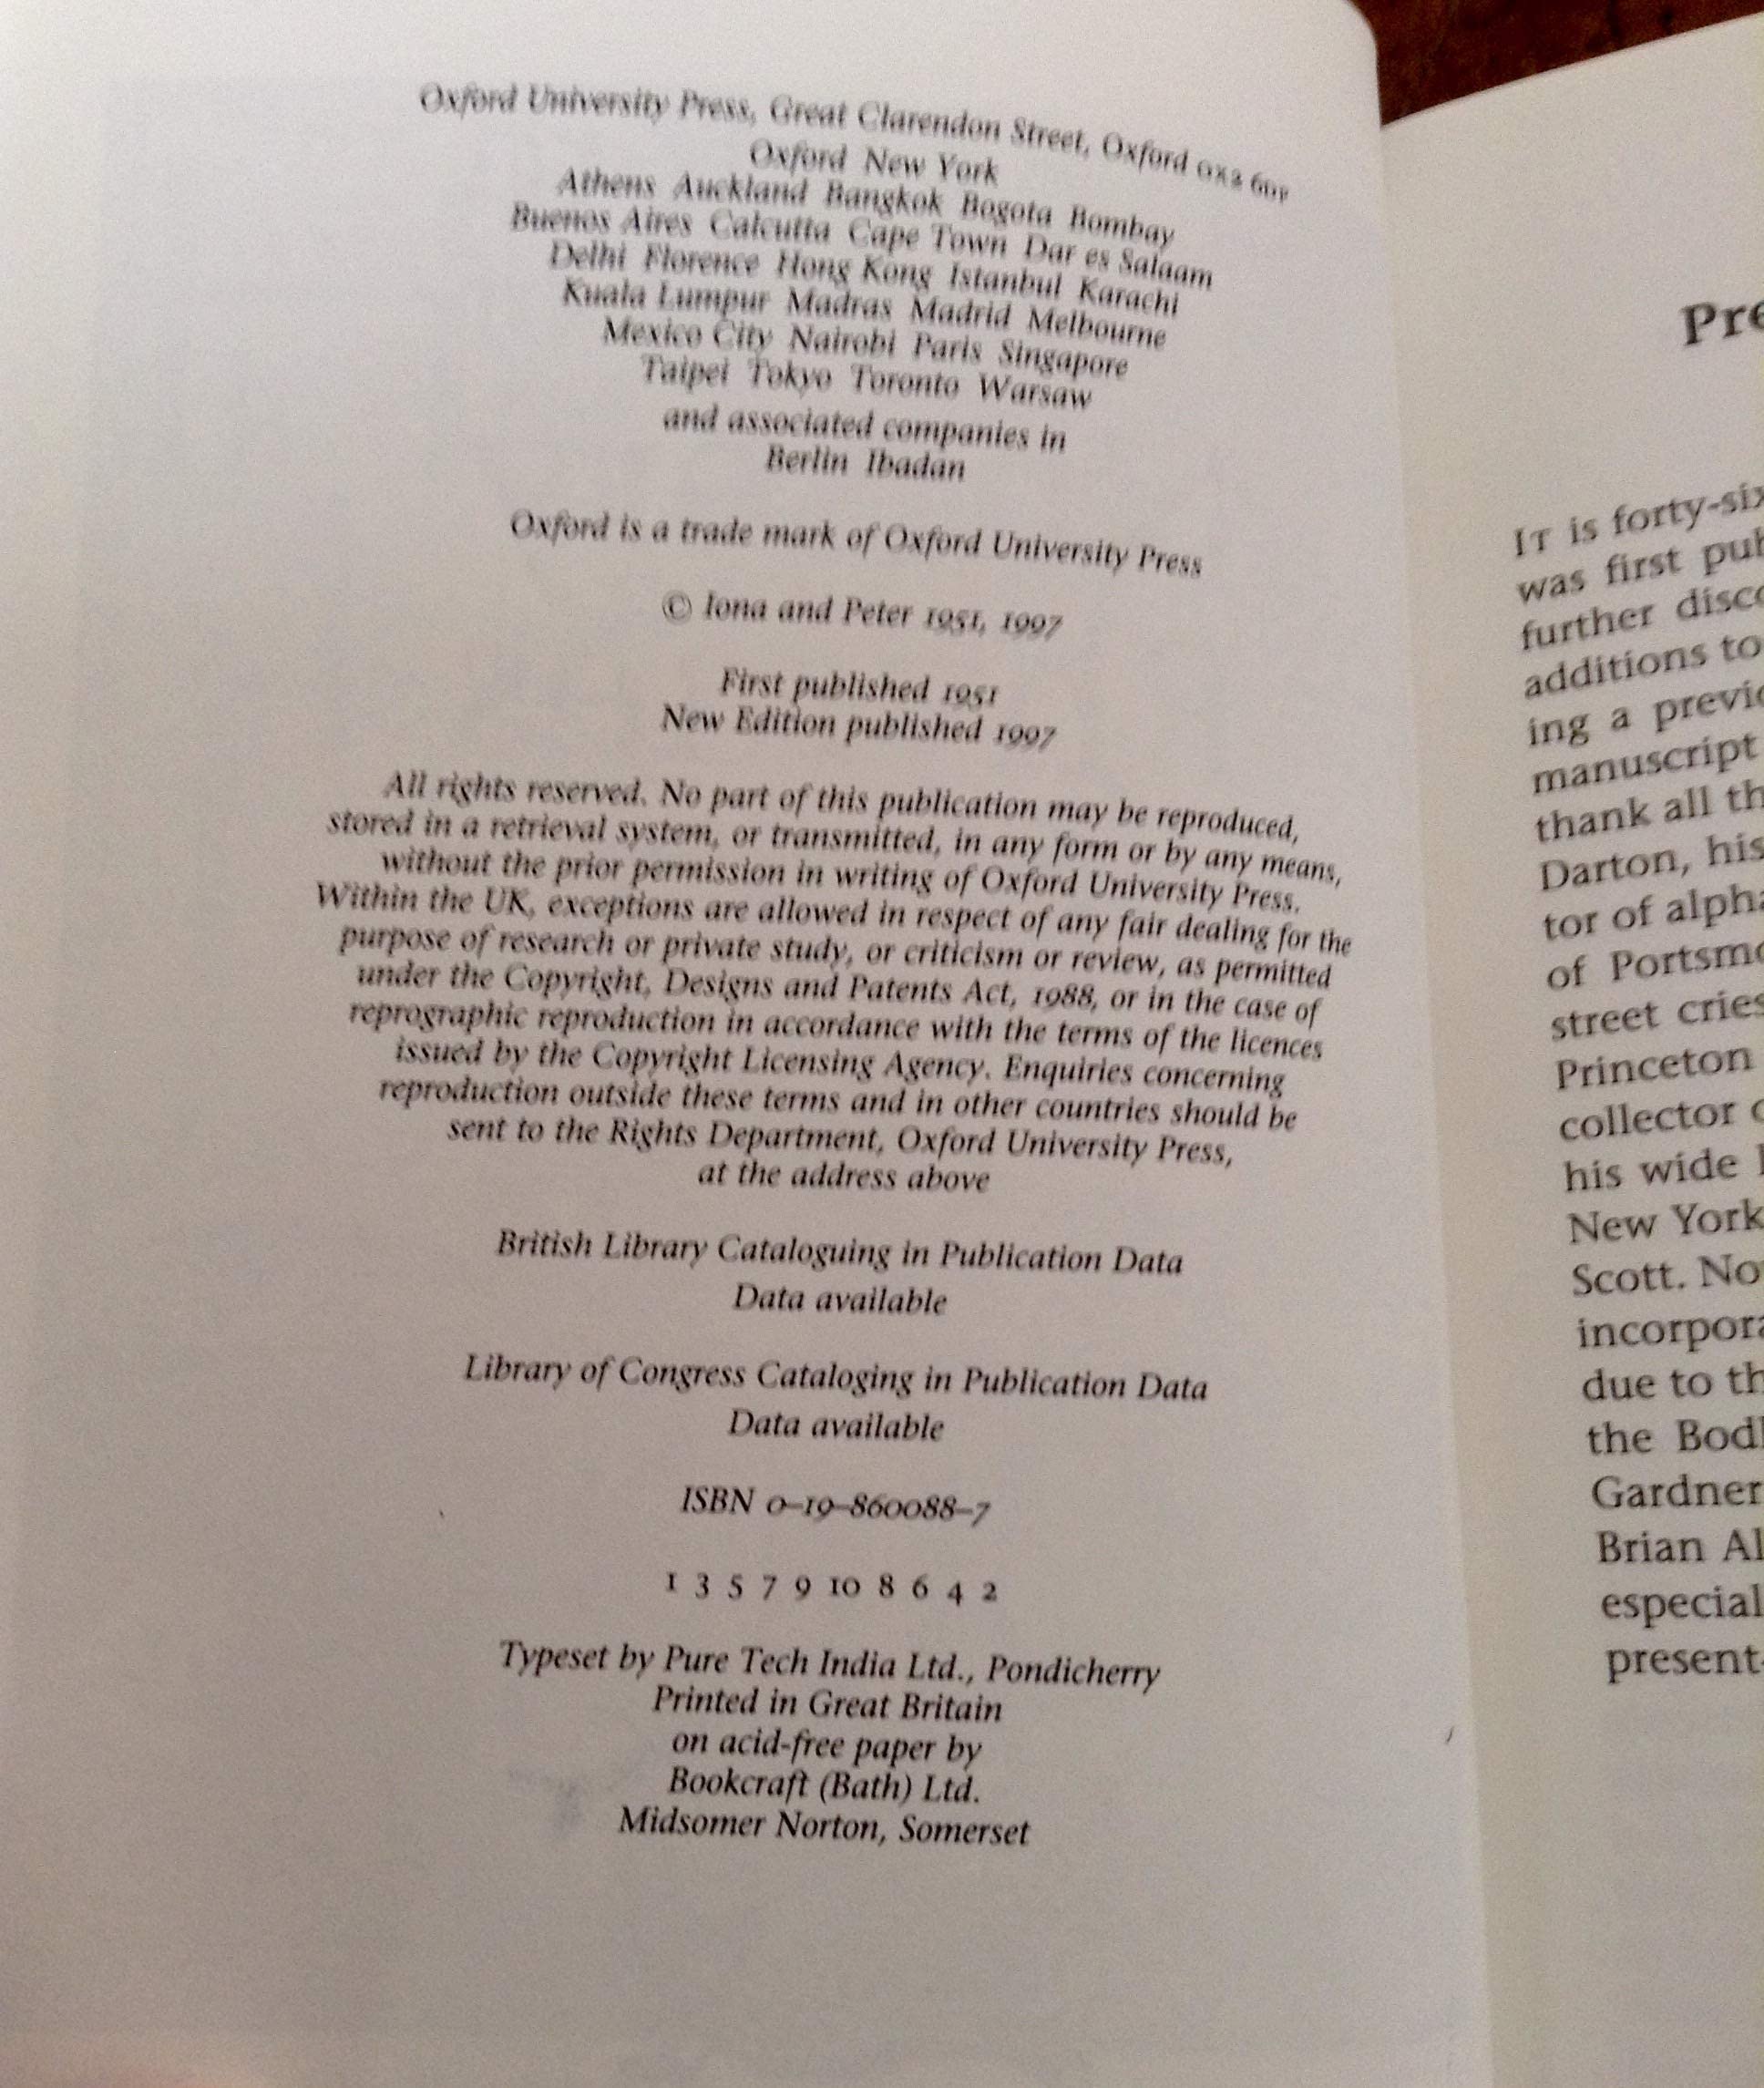 Oxford University Press, Great Clarendon Street, Oxford OX2 6DP
Oxford New York
Athens Auckland Bangkok Bogota Bombay
Buenos Aires Calcutta Cape Town Dar es Salaam
Delhi Florence Hong Kong Istanbul Karachi
Kuala Lumpur Madras Madrid Melbourne
Mexico City Nairobi Paris Singapore
Taipei Tokyo Toronto Warsaw
and associated companies in
Berlin Ibadan
Oxford is a trade mark of Oxford University Press
© Iona and Peter 1951, 1997
First published 1951
New Edition published 1997
All rights reserved. No part of this publication may be reproduced,
stored in a retrieval system, or transmitted, in any form or by any means,
without the prior permission in writing of Oxford University Press.
Within the UK, exceptions are allowed in respect of any fair dealing for the
purpose of research or private study, or criticism or review, as permitted
under the Copyright, Designs and Patents Act, 1988, or in the case of
reprographic reproduction in accordance with the terms of the licences
issued by the Copyright Licensing Agency. Enquiries concerning
reproduction outside these terms and in other countries should be
sent to the Rights Department, Oxford University Press,
at the address above
British Library Cataloguing in Publication Data
Data available
Library of Congress Cataloging in Publication Data
Data available
ISBN 0–19–860088–7
1 3 5 7 9 10 8 6 4 2
Typeset by Pure Tech India Ltd., Pondicherry
Printed in Great Britain
on acid-free paper by
Bookcraft (Bath) Ltd.
Midsomer Norton, Somerset
Pre
IT is forty-six
was first pub
further disco
additions to
ing a previo
manuscript
thank all th
Darton, his
tor of alpha
of Portsmo
street cries
Princeton
collector o
his wide
New York
Scott. No
incorpora
due to th
the Bodl
Gardner
Brian Al
especial
present-